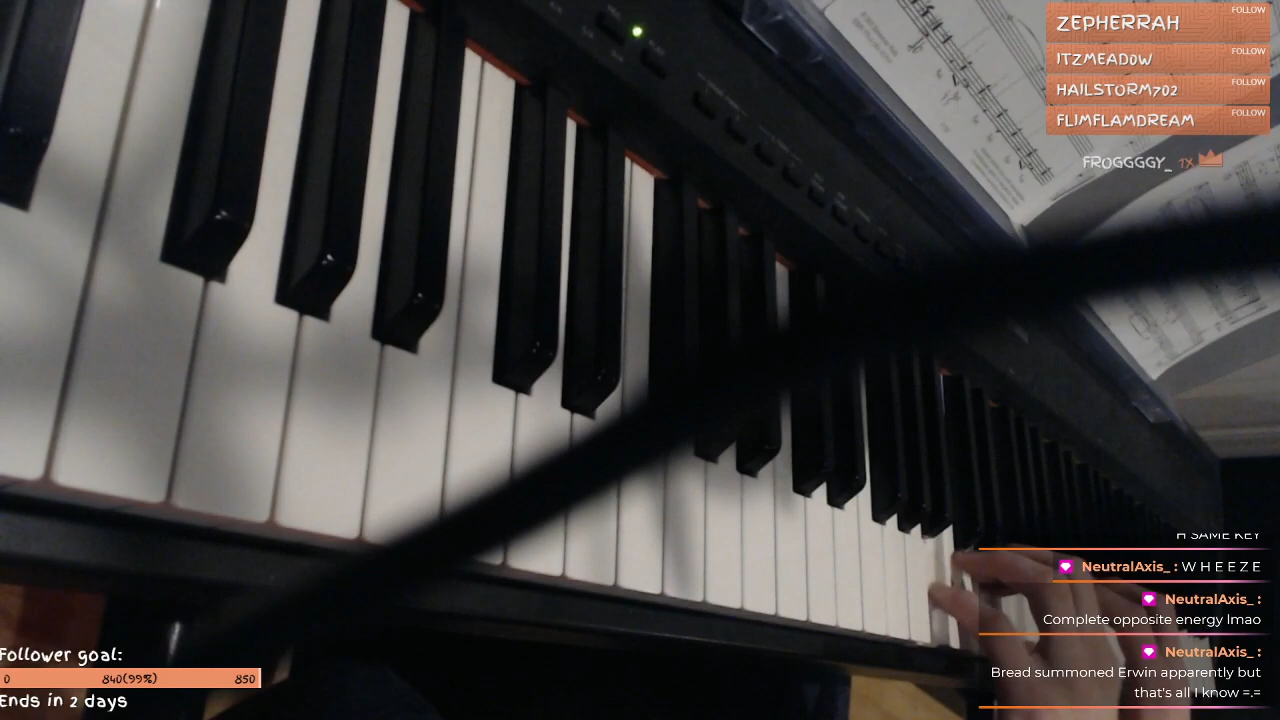 ZEPHERRAH FOLLOW
ITZMEAD0W FOLLOW
HAILSTORM702 FOLLOW
FLIMFLAMDREAM FOLLOW
FROGGGGY_ 1X
H SAME KEY
NeutralAxis_ : W H E E Z E
NeutralAxis_ :
Complete opposite energy lmao
NeutralAxis_ :
Bread summoned Erwin apparently but
that's all I know =.=
Follower goal:
0 840(99%) 850
Ends in 2 days